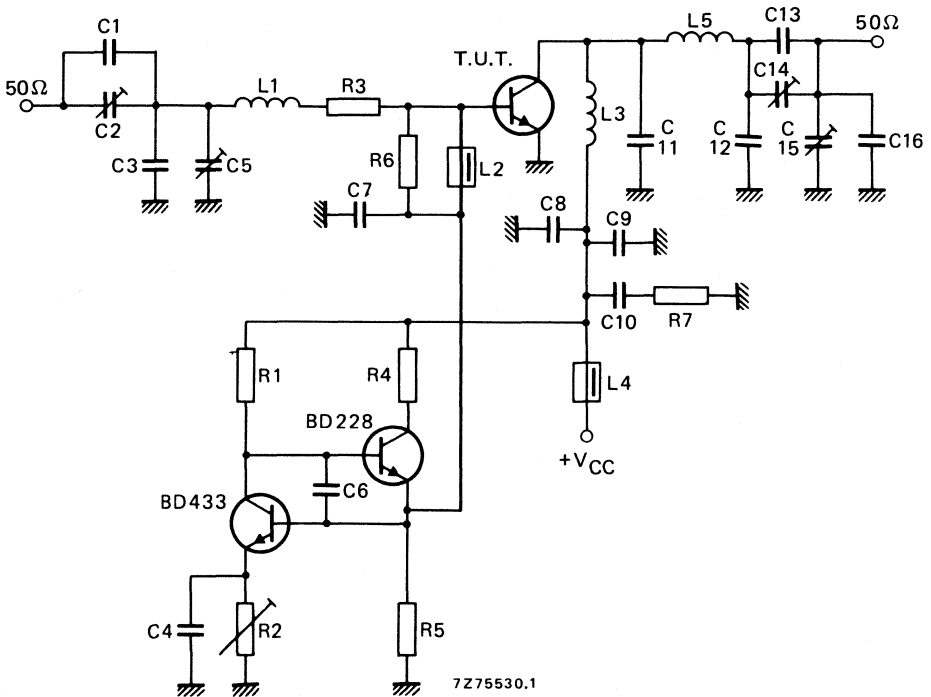 C1
50Ω
C2
C3
C5
L1
R3
R6
L2
C7
T.U.T.
L3
C
11
L5
C13
50Ω
C14
C
12
C
15
C16
C8
C9
C10
R7
R1
R4
L4
+VCC
BD228
C6
BD433
C4
R2
R5
7Z75530.1